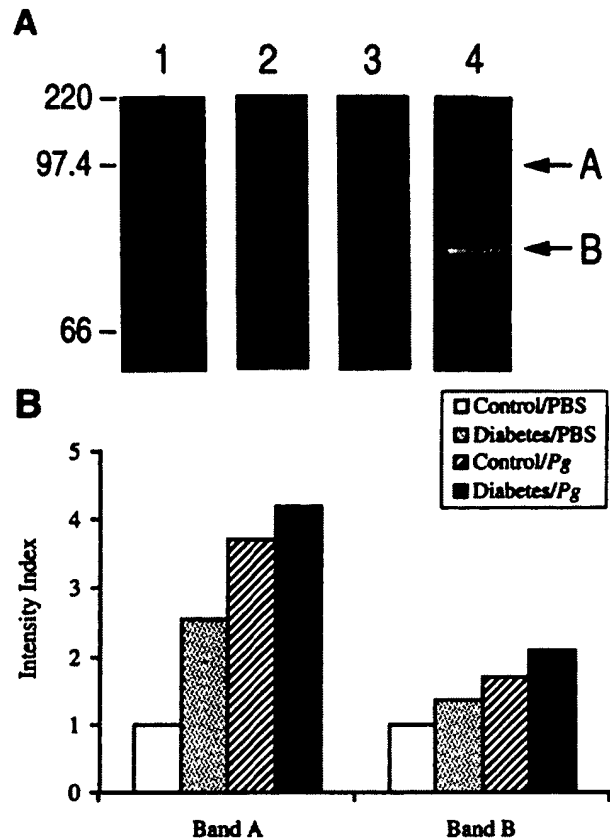 A
1 2 3 4
220
97.4
A
B
66
B
Control/PBS
Diabetes/PBS
Control/Pg
Diabetes/Pg
5
4
3
2
1
0
Intensity Index
Band A Band B